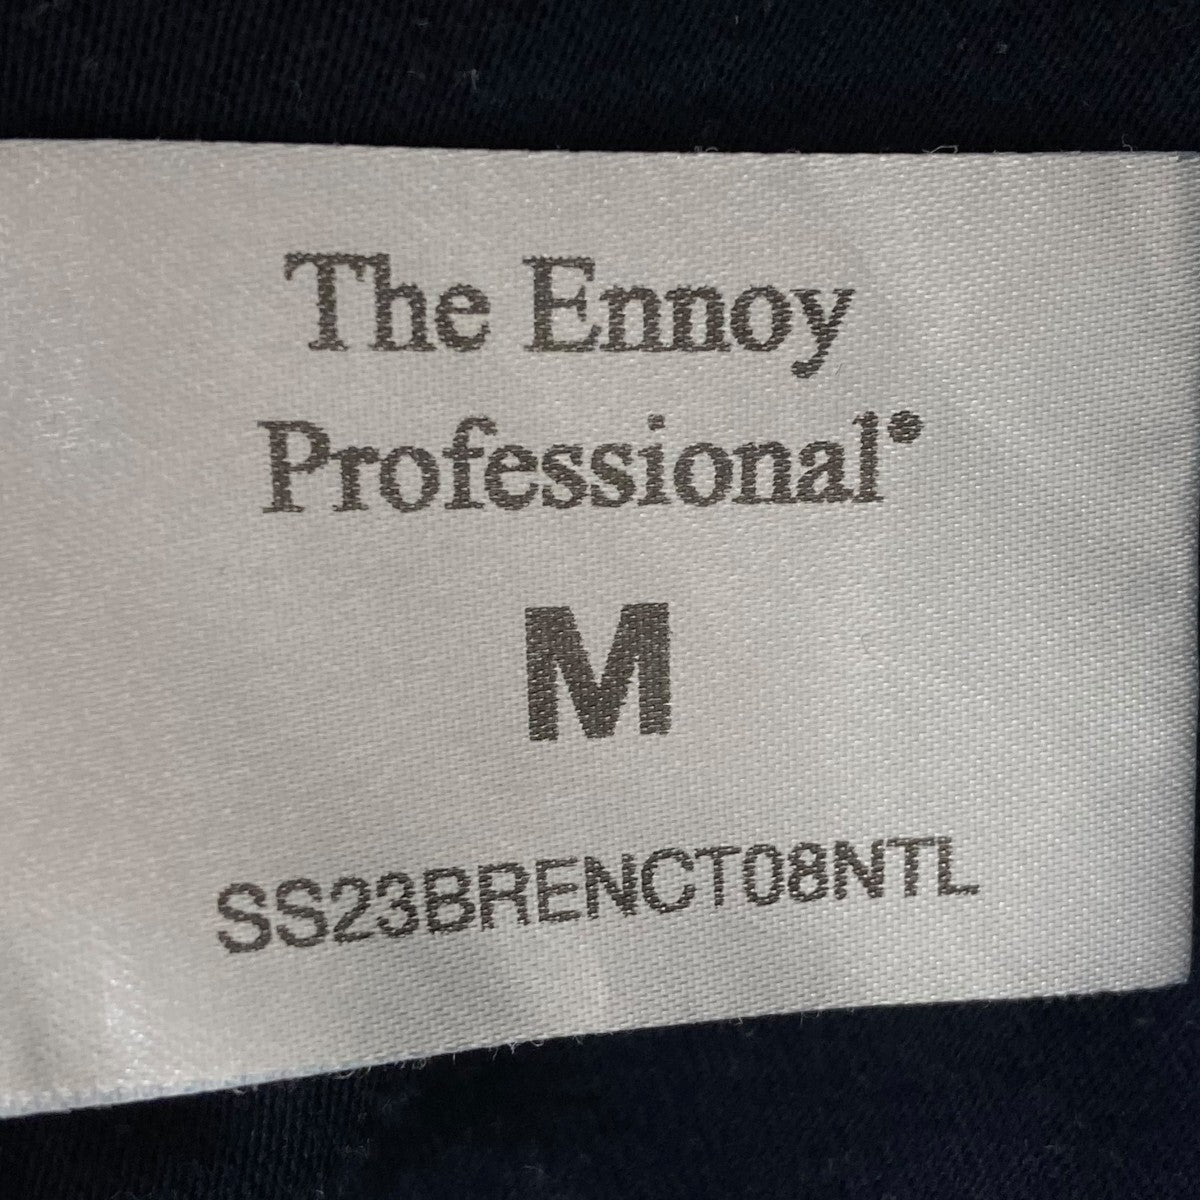 The Ennoy
Professional®
M
SS23BRENCT08NTL